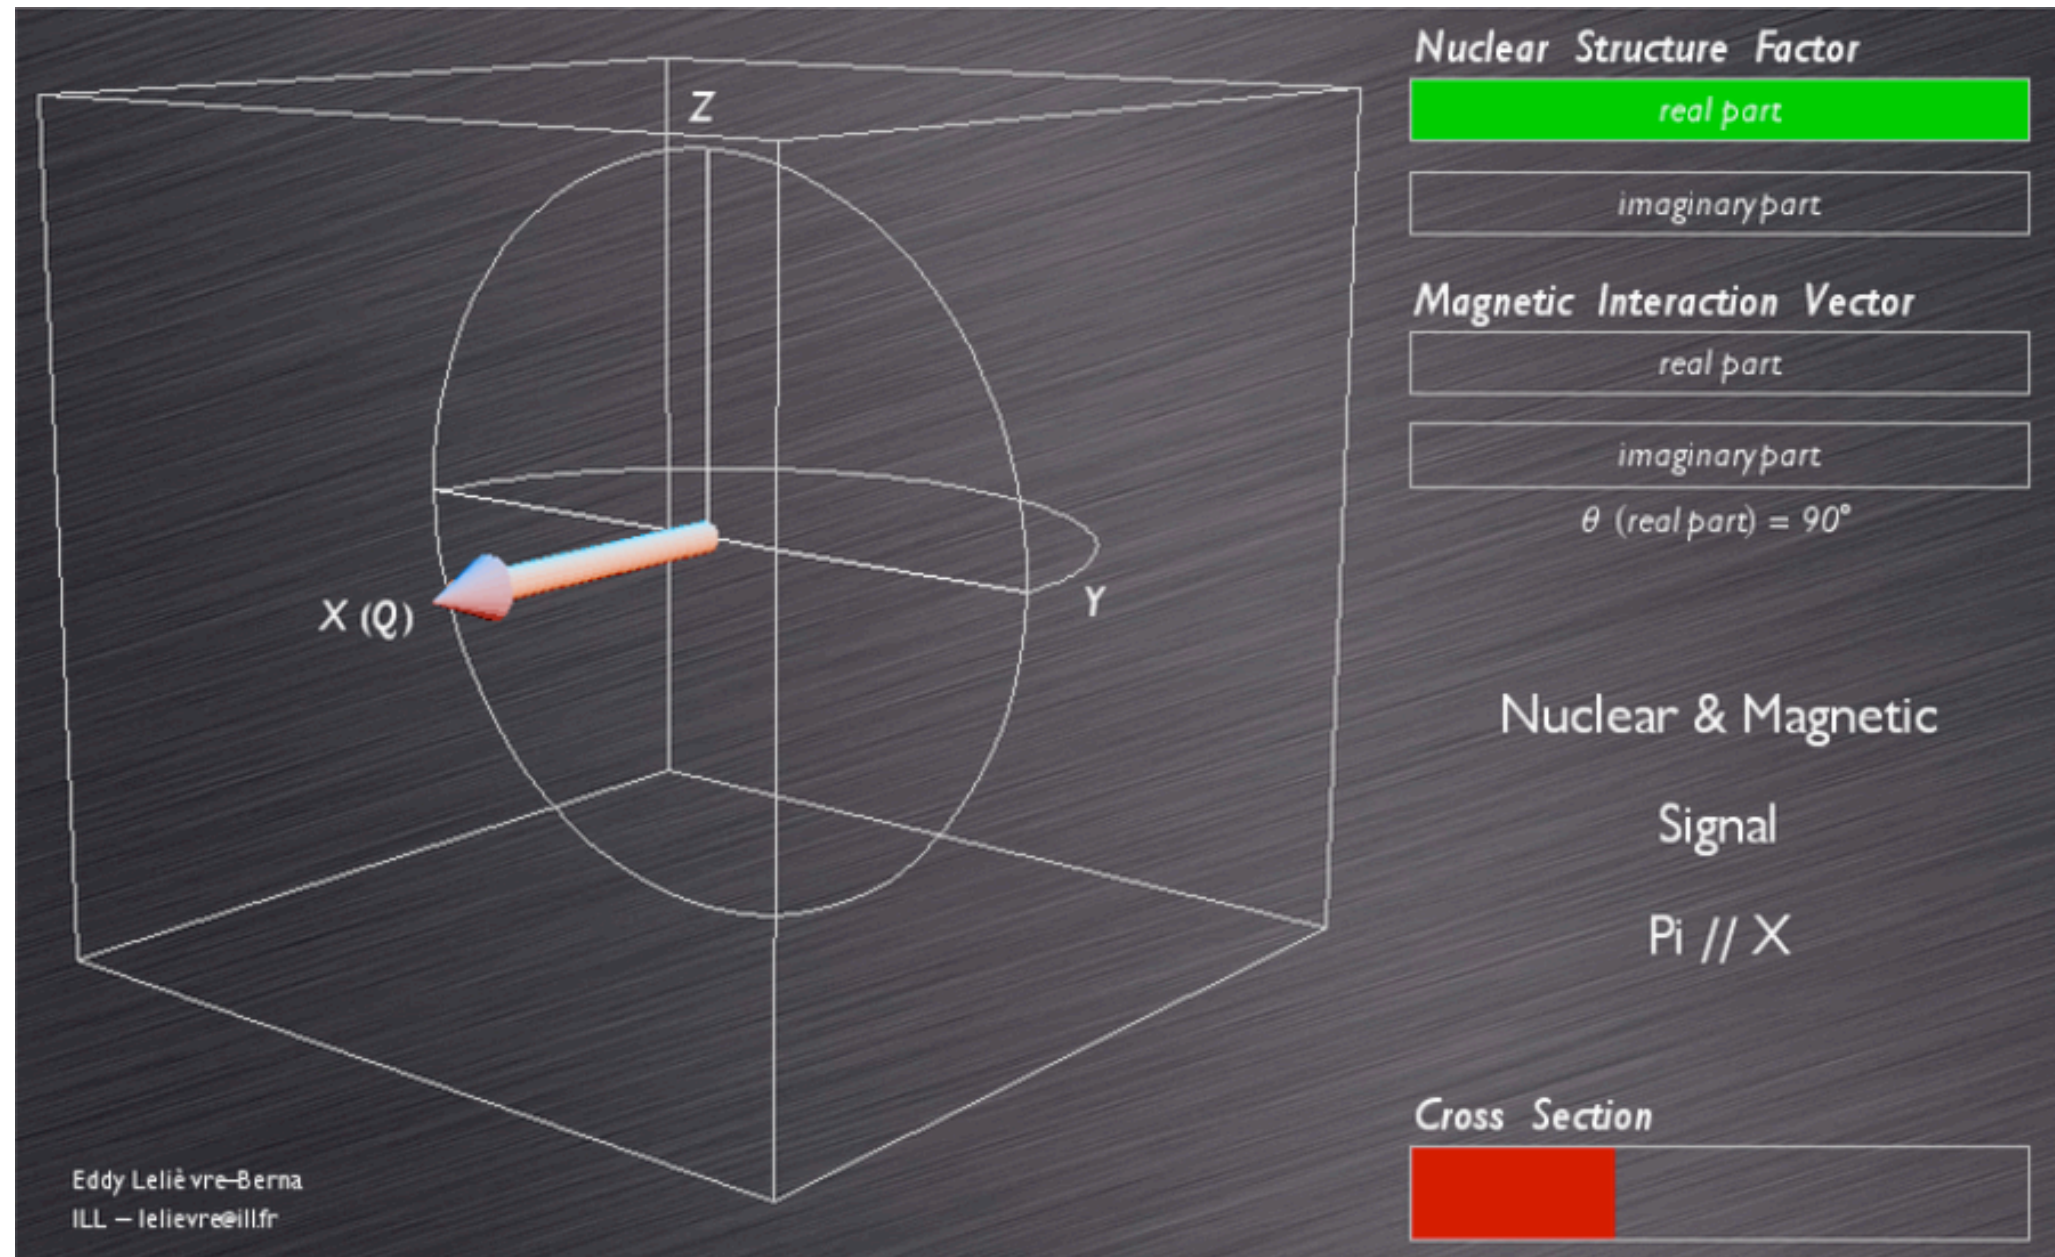 Nuclear Structure Factor
real part
imaginary part
Magnetic Interaction Vector
real part
imaginary part
θ (real part) = 90°
Z
X (Q)
Y
Nuclear & Magnetic
Signal
Pi // X
Cross Section
Eddy Lelièvre-Berna
ILL – lelievre@ill.fr